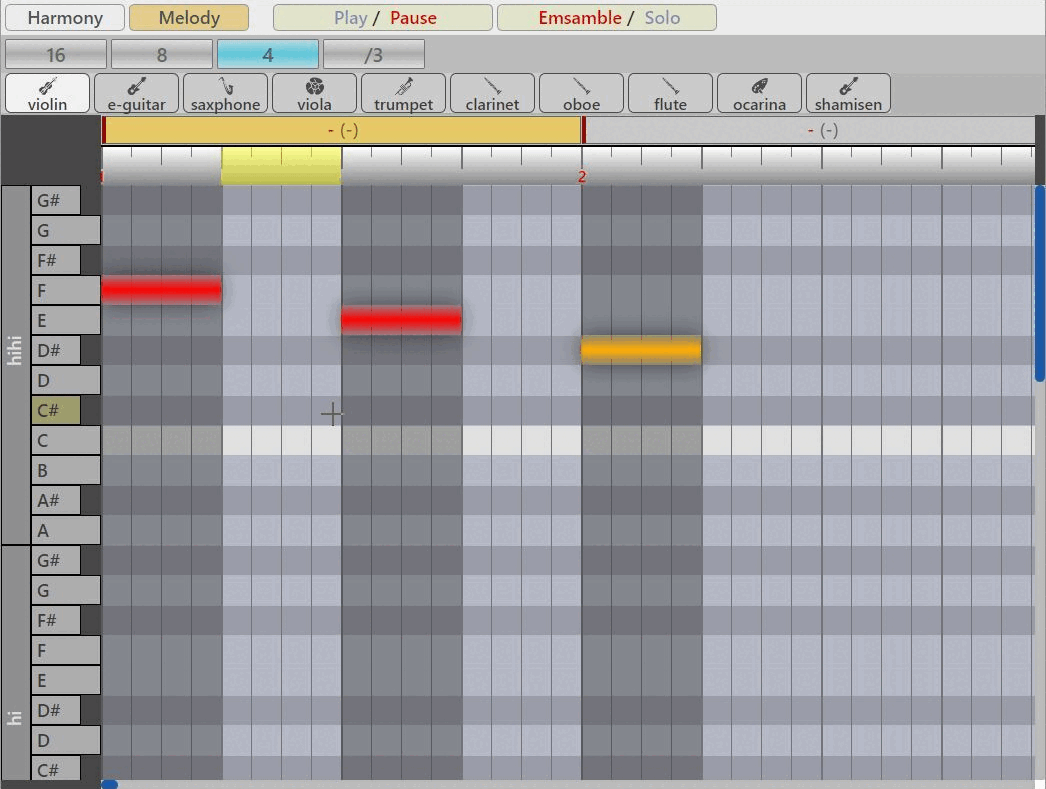 Harmony Melody Play / Pause Emsamble / Solo
16 8 4 /3
violin e-guitar saxphone viola trumpet clarinet oboe flute ocarina shamisen
- (-) - (-)
1 2
hihi
G#
G
F#
F
E
D#
D
C#
C
B
A#
A
hi
G#
G
F#
F
E
D#
D
C#